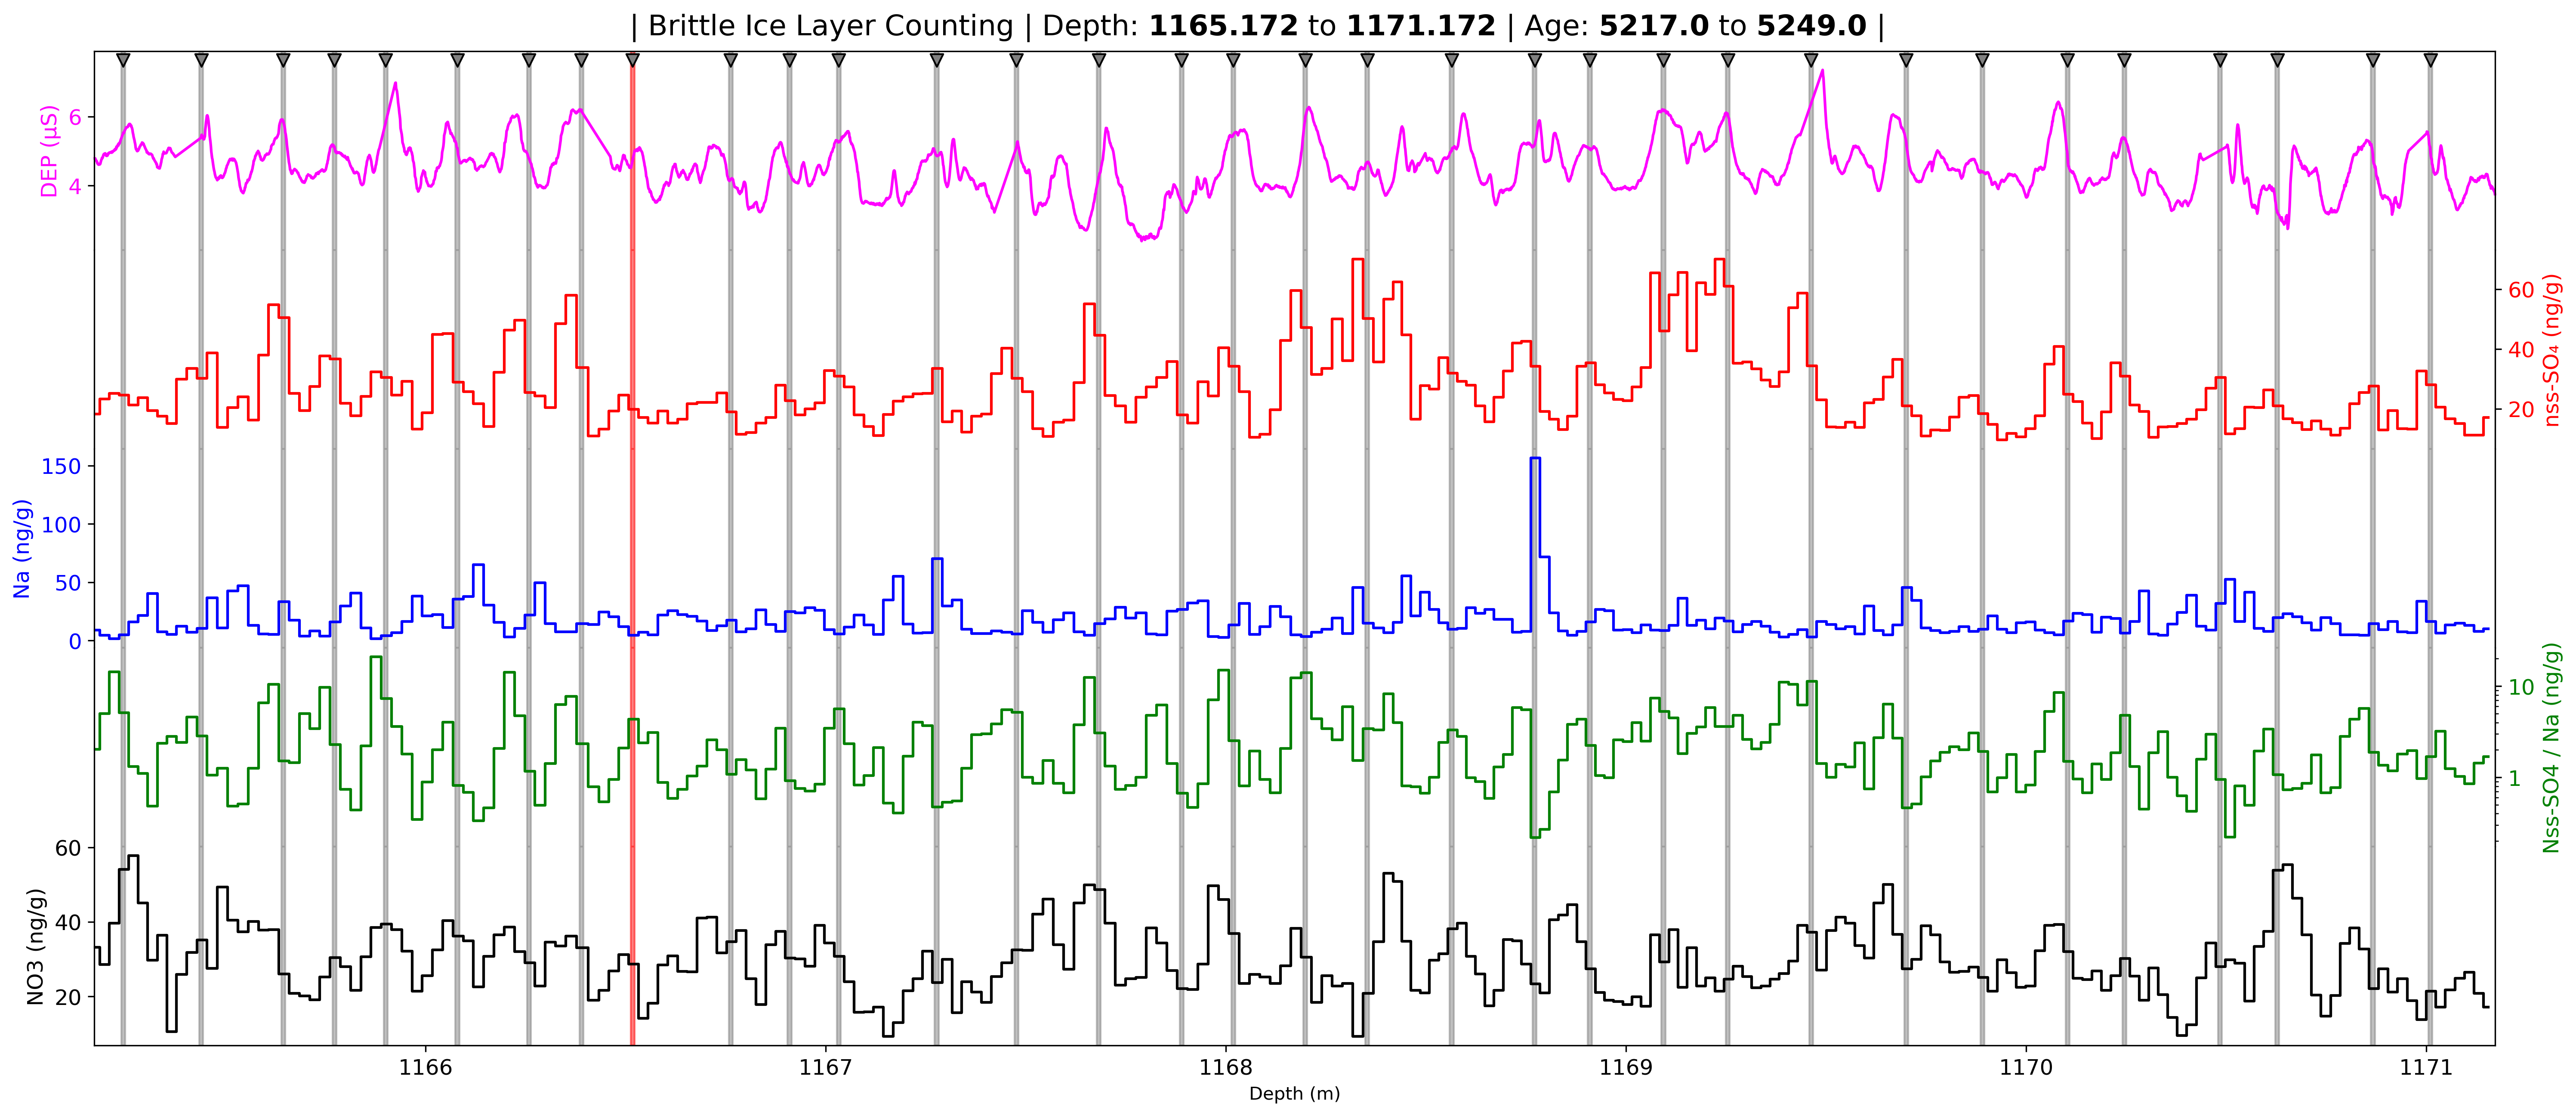 | Brittle Ice Layer Counting | Depth: 1165.172 to 1171.172 | Age: 5217.0 to 5249.0 |
DEP (µS)
6
4
nss-SO₄ (ng/g)
60
40
20
Na (ng/g)
150
100
50
0
Nss-SO4 / Na (ng/g)
10
1
NO3 (ng/g)
60
40
20
1166
1167
1168
1169
1170
1171
Depth (m)